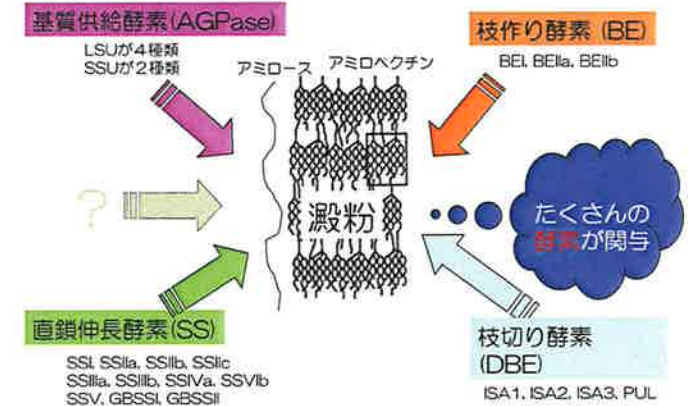 基質供給酵素(AGPase)
LSUが4種類
SSUが2種類
枝作り酵素 (BE)
BEI, BEIIa, BEIIb
アミロース アミロペクチン
?
澱粉
たくさんの
酵素が関与
直鎖伸長酵素(SS)
SSI, SSIIa, SSIIb, SSIIc
SSIIIa, SSIIIb, SSIVa, SSVIb
SSV, GBSSI, GBSSII
枝切り酵素
(DBE)
ISA1, ISA2, ISA3, PUL